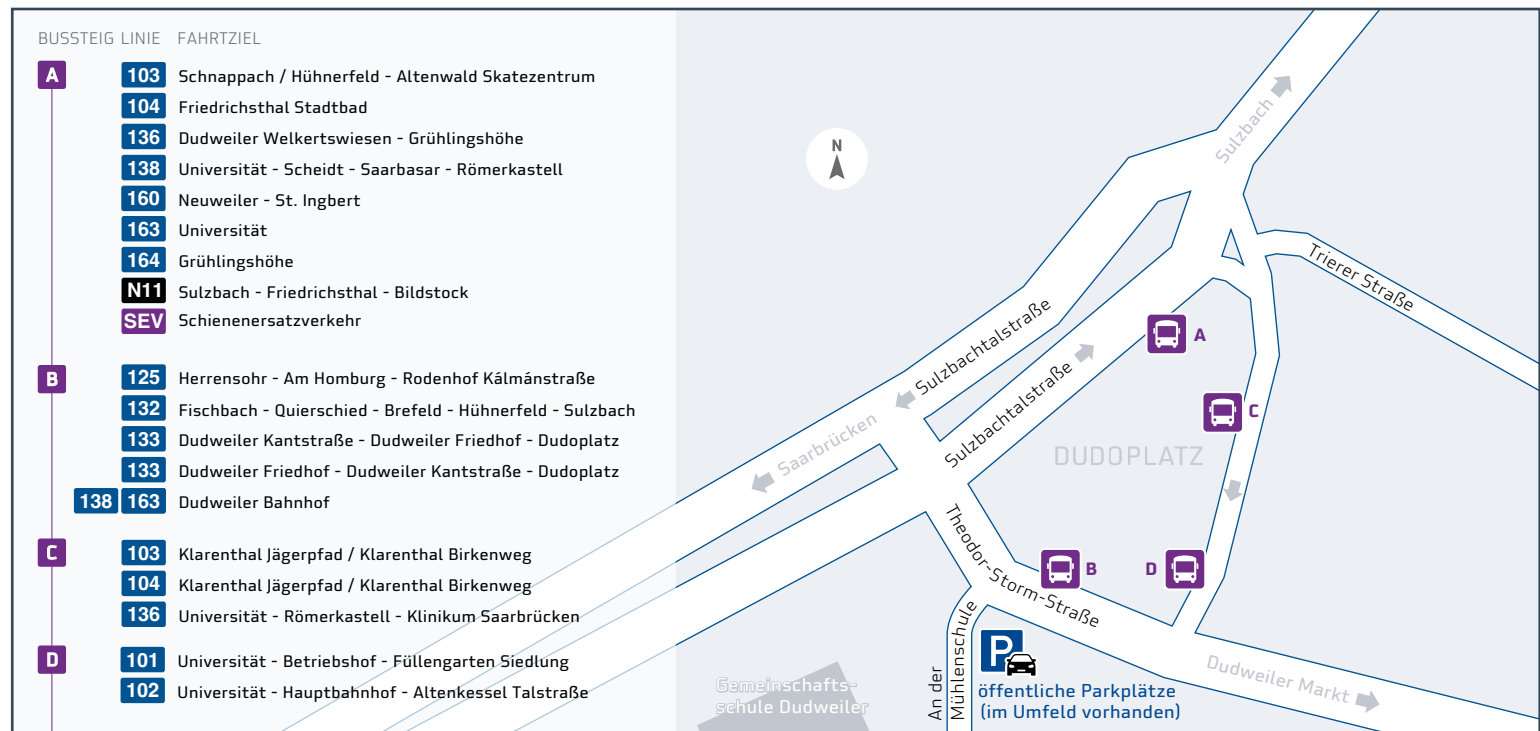 BUSSTEIG LINIE FAHRTZIEL
A 103 Schnappach / Hühnerfeld - Altenwald Skatezentrum
104 Friedrichsthal Stadtbad
136 Dudweiler Welkertswiesen - Grühlingshöhe
138 Universität - Scheidt - Saarbasar - Römerkastell
160 Neuweiler - St. Ingbert
163 Universität
164 Grühlingshöhe
N11 Sulzbach - Friedrichsthal - Bildstock
SEV Schienenersatzverkehr
B 125 Herrensohr - Am Homburg - Rodenhof Kálmánstraße
132 Fischbach - Quierschied - Brefeld - Hühnerfeld - Sulzbach
133 Dudweiler Kantstraße - Dudweiler Friedhof - Dudoplatz
133 Dudweiler Friedhof - Dudweiler Kantstraße - Dudoplatz
138 163 Dudweiler Bahnhof
C 103 Klarenthal Jägerpfad / Klarenthal Birkenweg
104 Klarenthal Jägerpfad / Klarenthal Birkenweg
136 Universität - Römerkastell - Klinikum Saarbrücken
D 101 Universität - Betriebshof - Füllengarten Siedlung
102 Universität - Hauptbahnhof - Altenkessel Talstraße
N
Sulzbach
Trierer Straße
A
Sulzbachtalstraße
Sulzbachtalstraße
C
Saarbrücken
DUDOPLATZ
Theodor-Storm-Straße
B
D
An der
Mühlenschule
P
öffentliche Parkplätze
(im Umfeld vorhanden)
Dudweiler Markt
Gemeinschafts-
schule Dudweiler